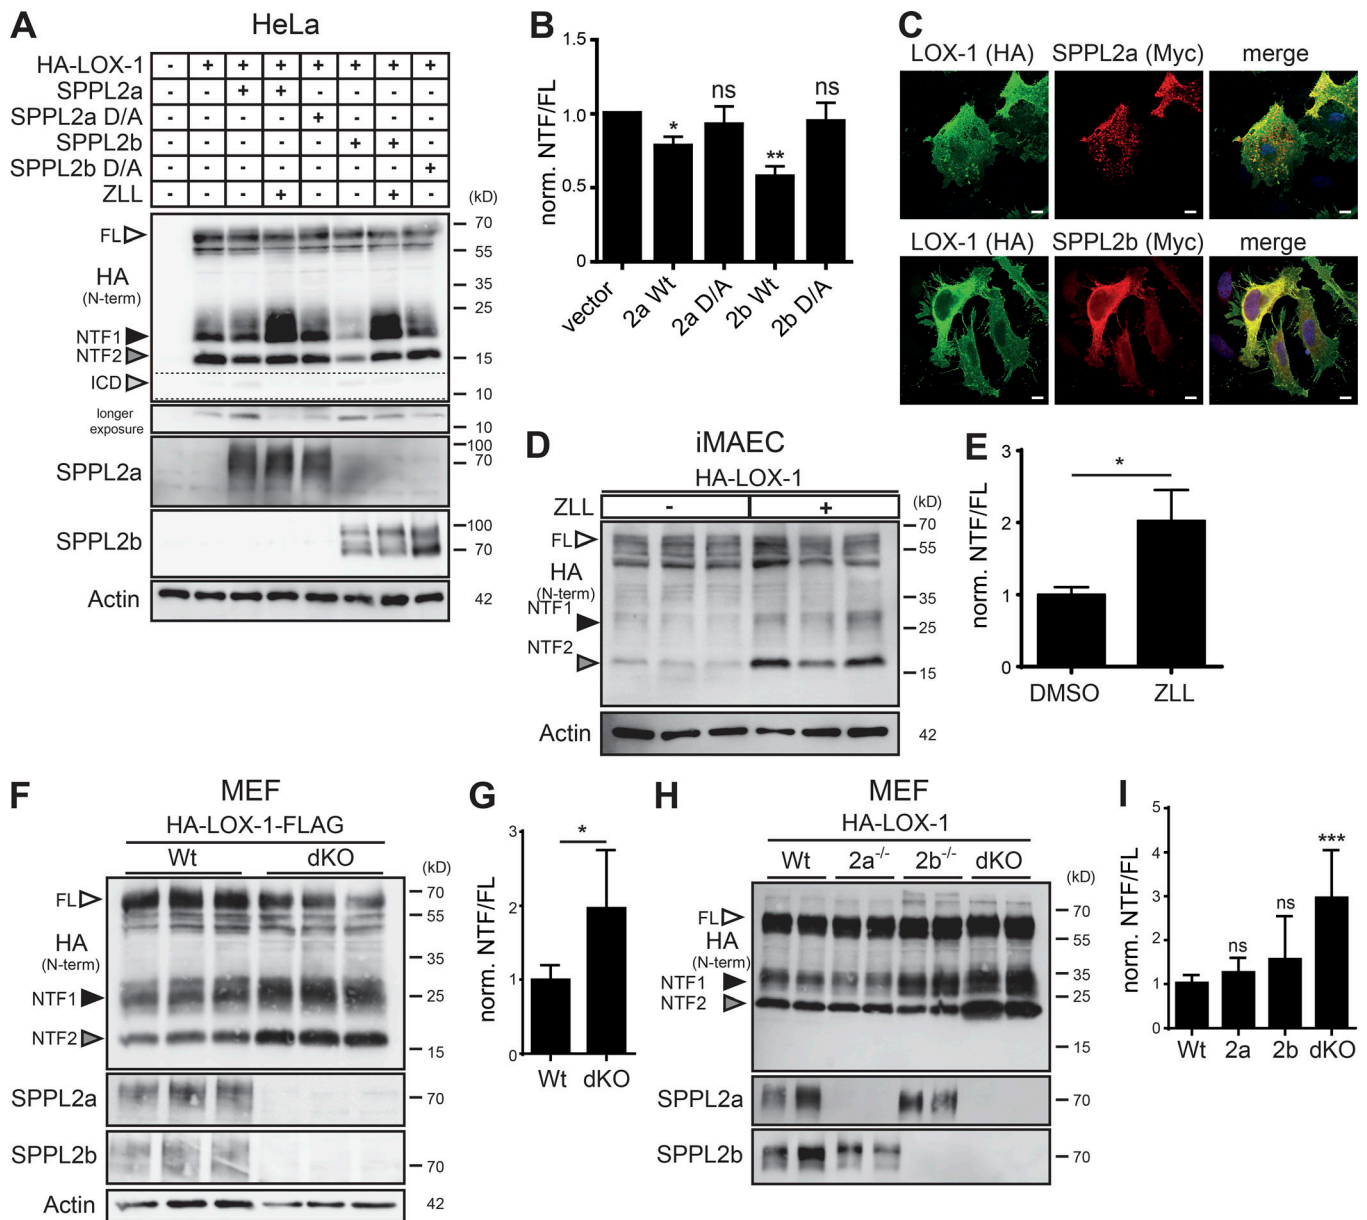 A
HeLa
HA-LOX-1 - + + + + + + +
SPPL2a - - + + - - - -
SPPL2a D/A - - - - + - - -
SPPL2b - - - - - + + -
SPPL2b D/A - - - - - - - +
ZLL - - - + - - + -
(kD)
FL
HA
(N-term)
NTF1
NTF2
ICD
70
55
35
25
15
10
longer
exposure
10
SPPL2a
100
70
SPPL2b
100
70
Actin
42
B
norm. NTF/FL
1.5
1.0
0.5
0
*
ns
**
ns
vector
2a Wt
2a D/A
2b Wt
2b D/A
C
LOX-1 (HA) SPPL2a (Myc) merge
LOX-1 (HA) SPPL2b (Myc) merge
D
iMAEC
HA-LOX-1
ZLL - +
(kD)
FL
HA
(N-term)
NTF1
NTF2
70
55
35
25
15
Actin
42
E
norm. NTF/FL
3
2
1
0
*
DMSO ZLL
F
MEF
HA-LOX-1-FLAG
Wt dKO
(kD)
FL
HA
(N-term)
NTF1
NTF2
70
55
35
25
15
SPPL2a
70
SPPL2b
70
Actin
42
G
norm. NTF/FL
3
2
1
0
*
Wt dKO
H
MEF
HA-LOX-1
Wt 2a-/- 2b-/- dKO
(kD)
FL
HA
(N-term)
NTF1
NTF2
70
55
35
25
15
SPPL2a
70
SPPL2b
70
I
norm. NTF/FL
5
4
3
2
1
0
ns
ns
***
Wt 2a 2b dKO